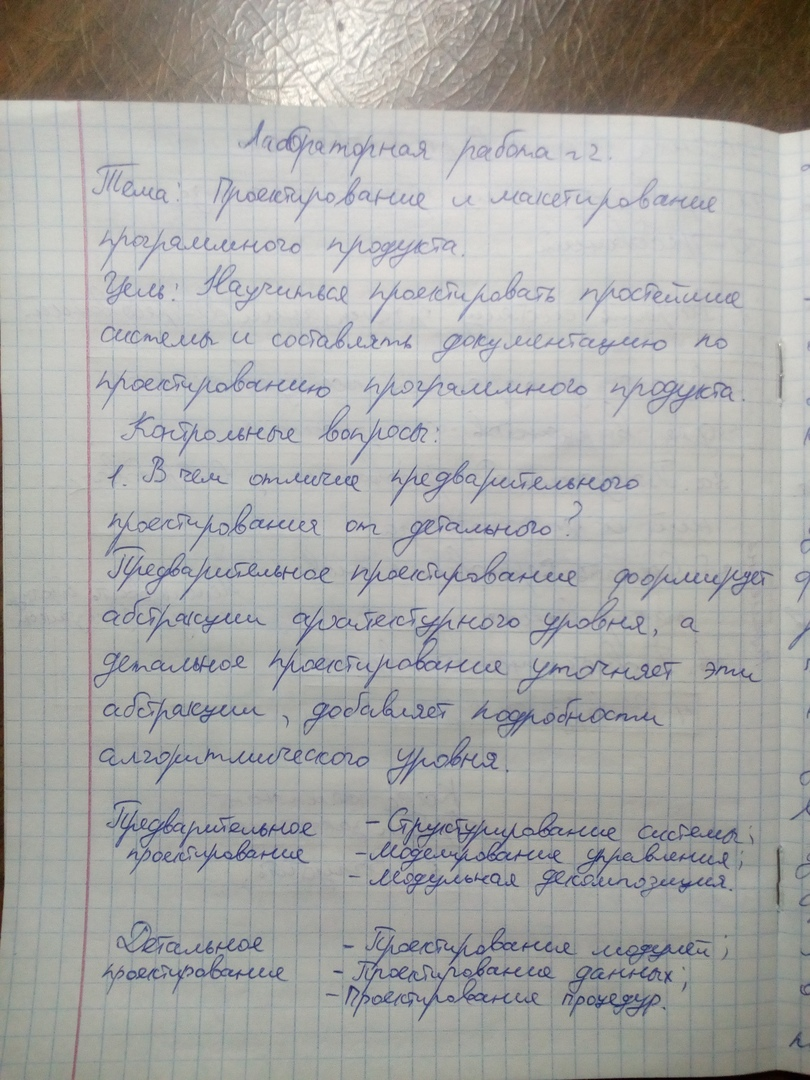 Лабораторная работа №2.
Тема: Проектирование и макетирование
программного продукта.
Цель: Научиться проектировать простейшие
системы и составлять документацию по
проектированию программного продукта.
Контрольные вопросы:
1. В чем отличие предварительного
проектирования от детального?
Предварительное проектирование формирует
абстракции архитектурного уровня, а
детальное проектирование уточняет эти
абстракции, добавляет подробности
алгоритмического уровня.
Предварительное - Структурирование системы;
проектирование - Моделирование управления;
- Модульная декомпозиция.
Детальное - Проектирование модулей;
проектирование - Проектирование данных;
- Проектирование процедур.